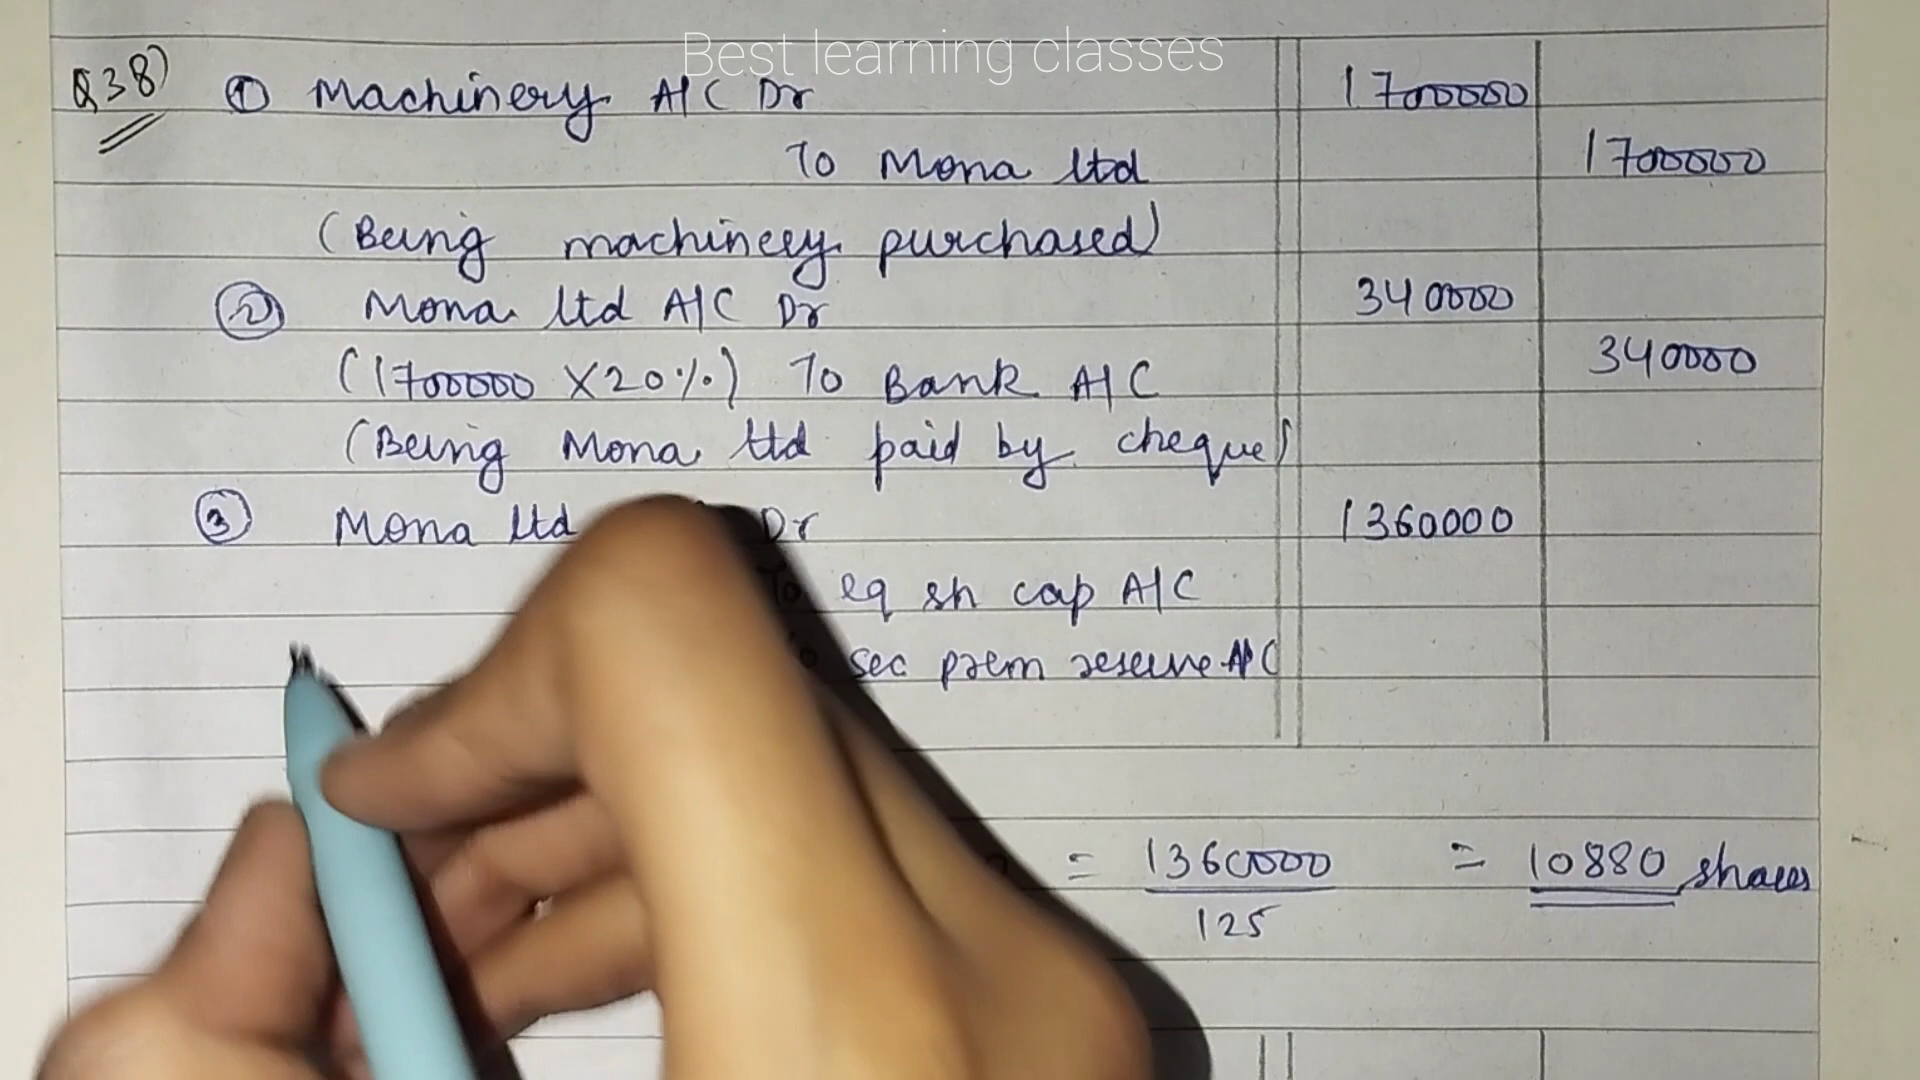 Best learning classes
Q38) ① Machinery A/C Dr 1700000
To Mona ltd 1700000
(Being machinery purchased)
② Mona ltd A/C Dr 340000
(1700000 X20%) To Bank A/C 340000
(Being Mona ltd paid by cheque)
③ Mona ltd Dr 1360000
To eq sh cap A/C
sec prem reserve A/C
= 1360000 = 10880 shares
125